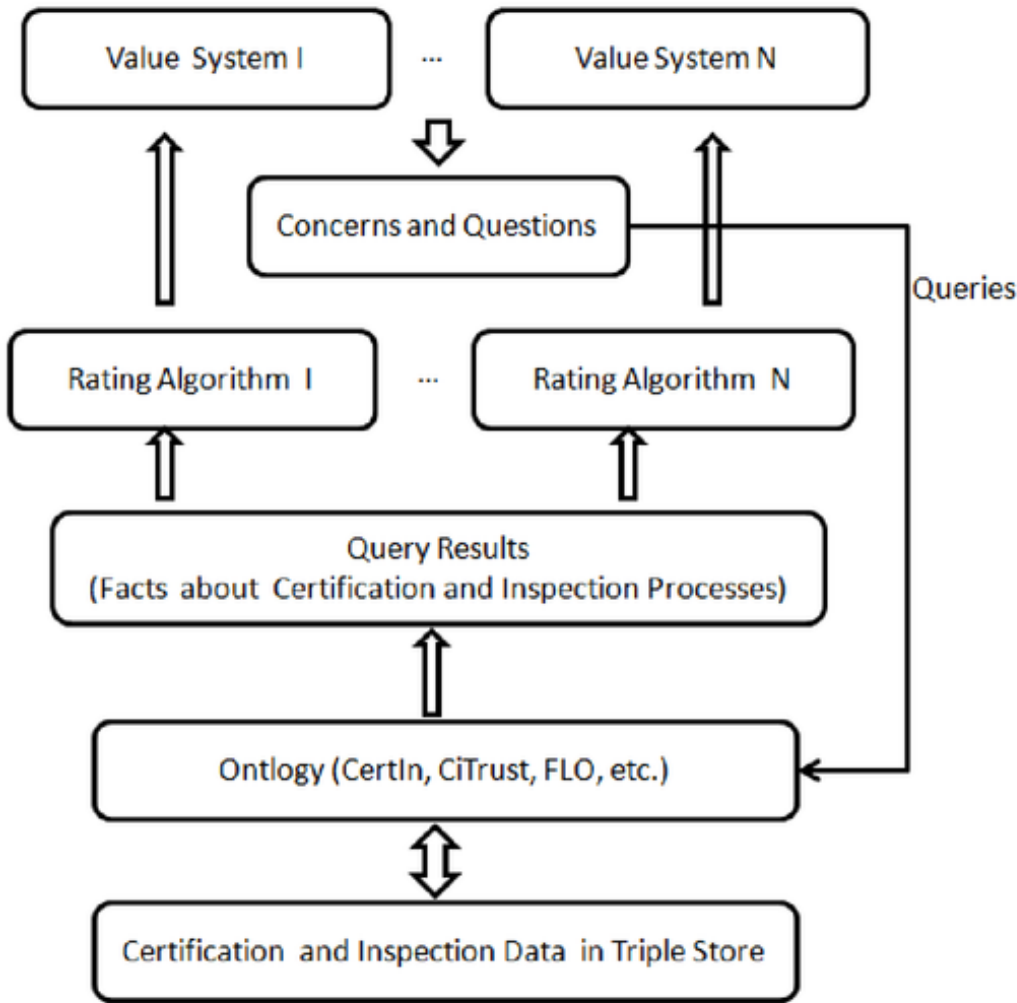 Value System I
...
Value System N
Concerns and Questions
Queries
Rating Algorithm I
...
Rating Algorithm N
Query Results
(Facts about Certification and Inspection Processes)
Ontlogy (CertIn, CiTrust, FLO, etc.)
Certification and Inspection Data in Triple Store